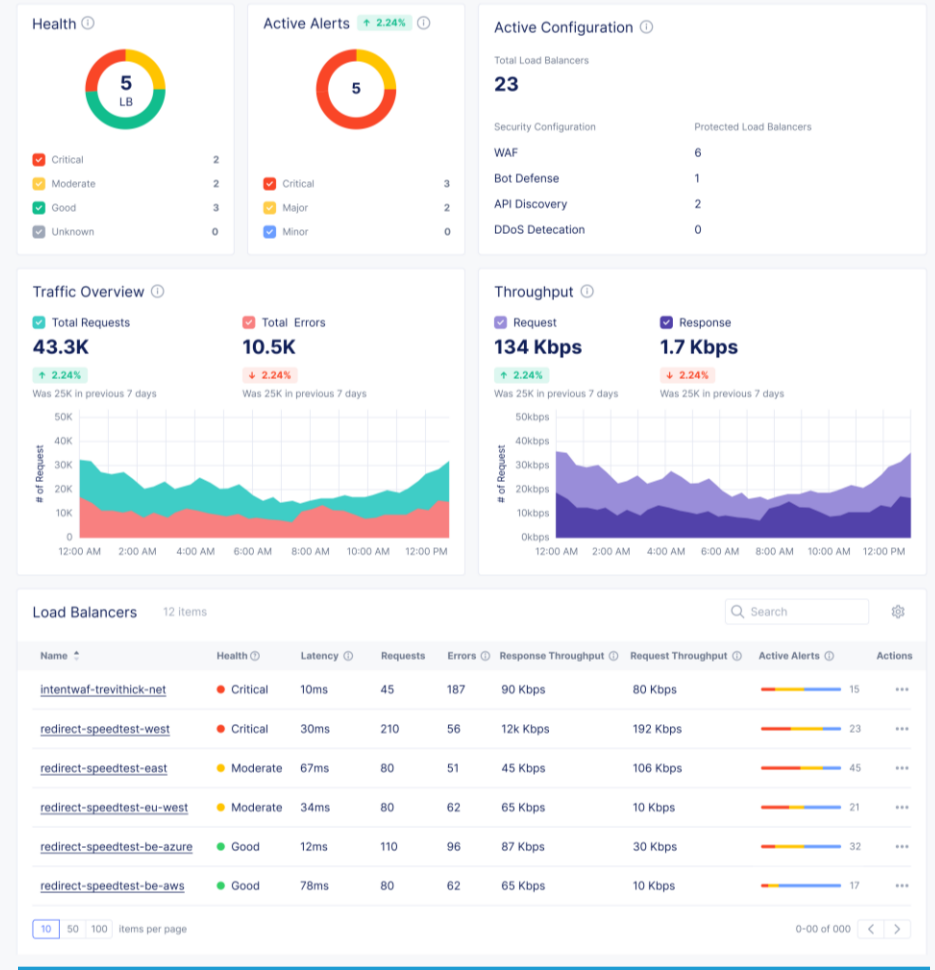 Health
5
LB
Critical 2
Moderate 2
Good 3
Unknown 0
Active Alerts ↑ 2.24%
5
Critical 3
Major 2
Minor 0
Active Configuration
Total Load Balancers
23
Security Configuration Protected Load Balancers
WAF 6
Bot Defense 1
API Discovery 2
DDoS Detecation 0
Traffic Overview
Total Requests Total Errors
43.3K 10.5K
↑ 2.24% ↓ 2.24%
Was 25K in previous 7 days Was 25K in previous 7 days
# of Request
50K
40K
30K
20K
10K
0
12:00 AM 2:00 AM 4:00 AM 6:00 AM 8:00 AM 10:00 AM 12:00 PM
Throughput
Request Response
134 Kbps 1.7 Kbps
↑ 2.24% ↓ 2.24%
Was 25K in previous 7 days Was 25K in previous 7 days
# of Request
50kbps
40kbps
30kbps
20kbps
10kbps
0kbps
12:00 AM 2:00 AM 4:00 AM 6:00 AM 8:00 AM 10:00 AM 12:00 PM
Load Balancers 12 items Search
Name Health Latency Requests Errors Response Throughput Request Throughput Active Alerts Actions
intentwaf-trevithick-net Critical 10ms 45 187 90 Kbps 80 Kbps 15
redirect-speedtest-west Critical 30ms 210 56 12k Kbps 192 Kbps 23
redirect-speedtest-east Moderate 67ms 80 51 45 Kbps 106 Kbps 45
redirect-speedtest-eu-west Moderate 34ms 80 62 65 Kbps 10 Kbps 21
redirect-speedtest-be-azure Good 12ms 110 96 87 Kbps 30 Kbps 32
redirect-speedtest-be-aws Good 78ms 80 62 65 Kbps 10 Kbps 17
10 50 100 items per page 0-00 of 000